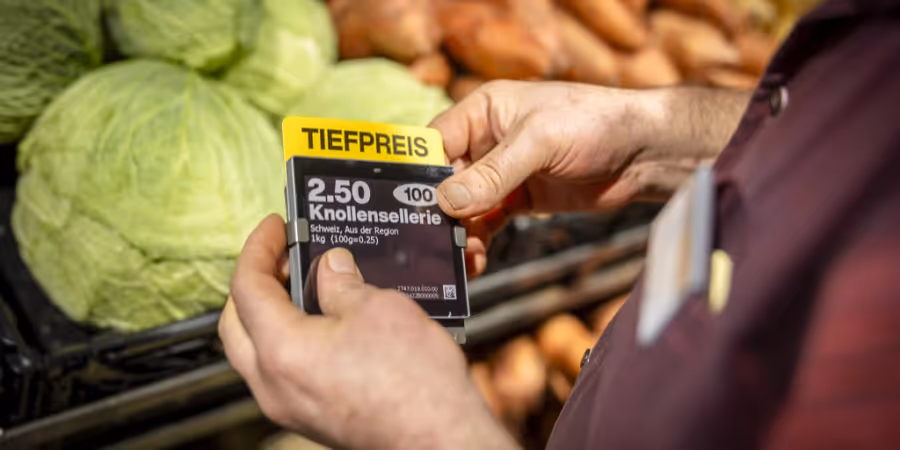 TIEFPREIS
2.50 100
Knollensellerie
Schweiz, Aus der Region
1kg (100g=0.25)